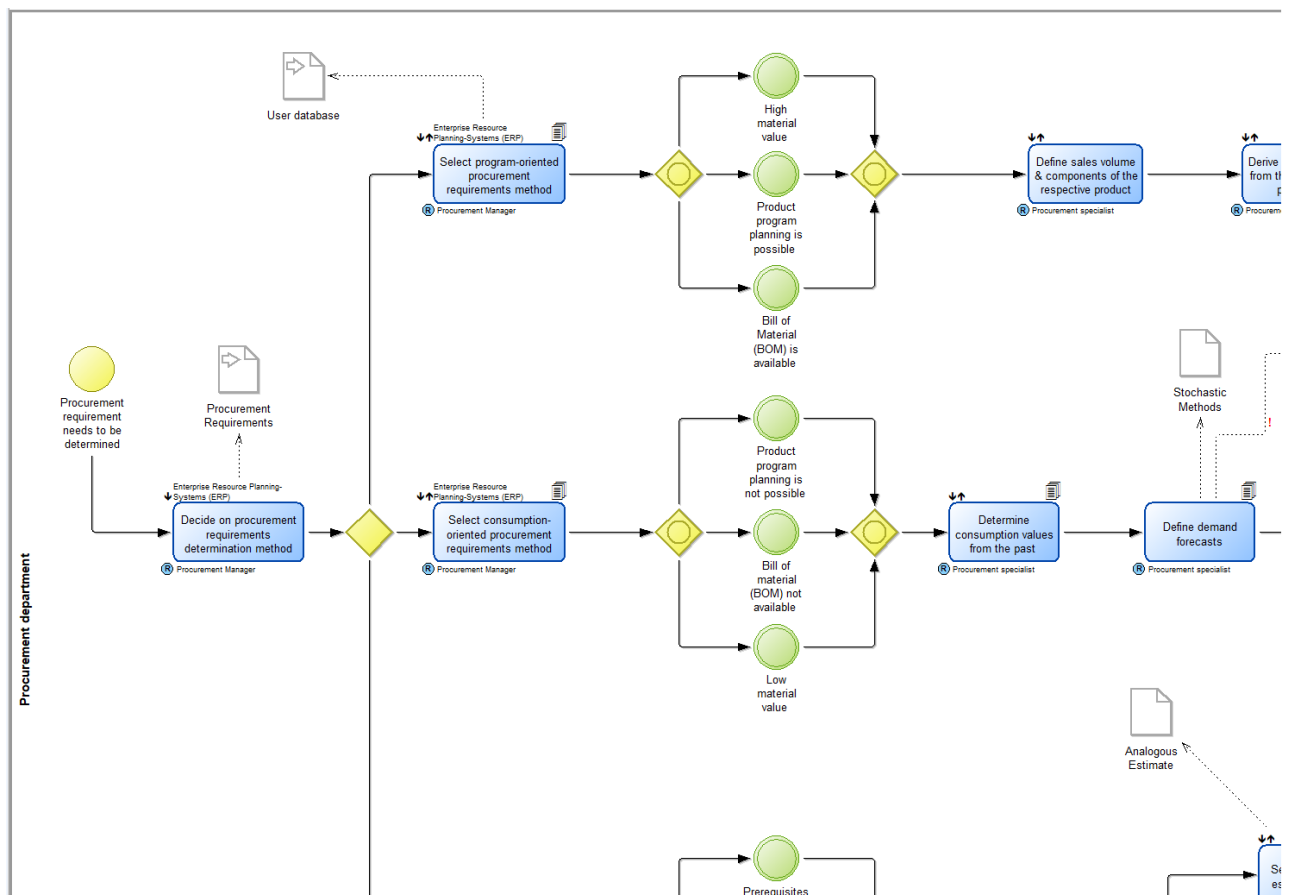 User database
Enterprise Resource
Planning-Systems (ERP)
Select program-oriented
procurement
requirements method
R Procurement Manager
High
material
value
Product
program
planning is
possible
Bill of
Material
(BOM) is
available
Define sales volume
& components of the
respective product
R Procurement specialist
Derive
from th
p
R Procurem
Procurement
requirement
needs to be
determined
Procurement
Requirements
Enterprise Resource Planning-
Systems (ERP)
Decide on procurement
requirements
determination method
R Procurement Manager
Enterprise Resource
Planning-Systems (ERP)
Select consumption-
oriented procurement
requirements method
R Procurement Manager
Product
program
planning is
not possible
Bill of
material
(BOM) not
available
Low
material
value
Determine
consumption values
from the past
R Procurement specialist
Stochastic
Methods
!
Define demand
forecasts
R Procurement specialist
Procurement department
Analogous
Estimate
Prerequisites
Se
es